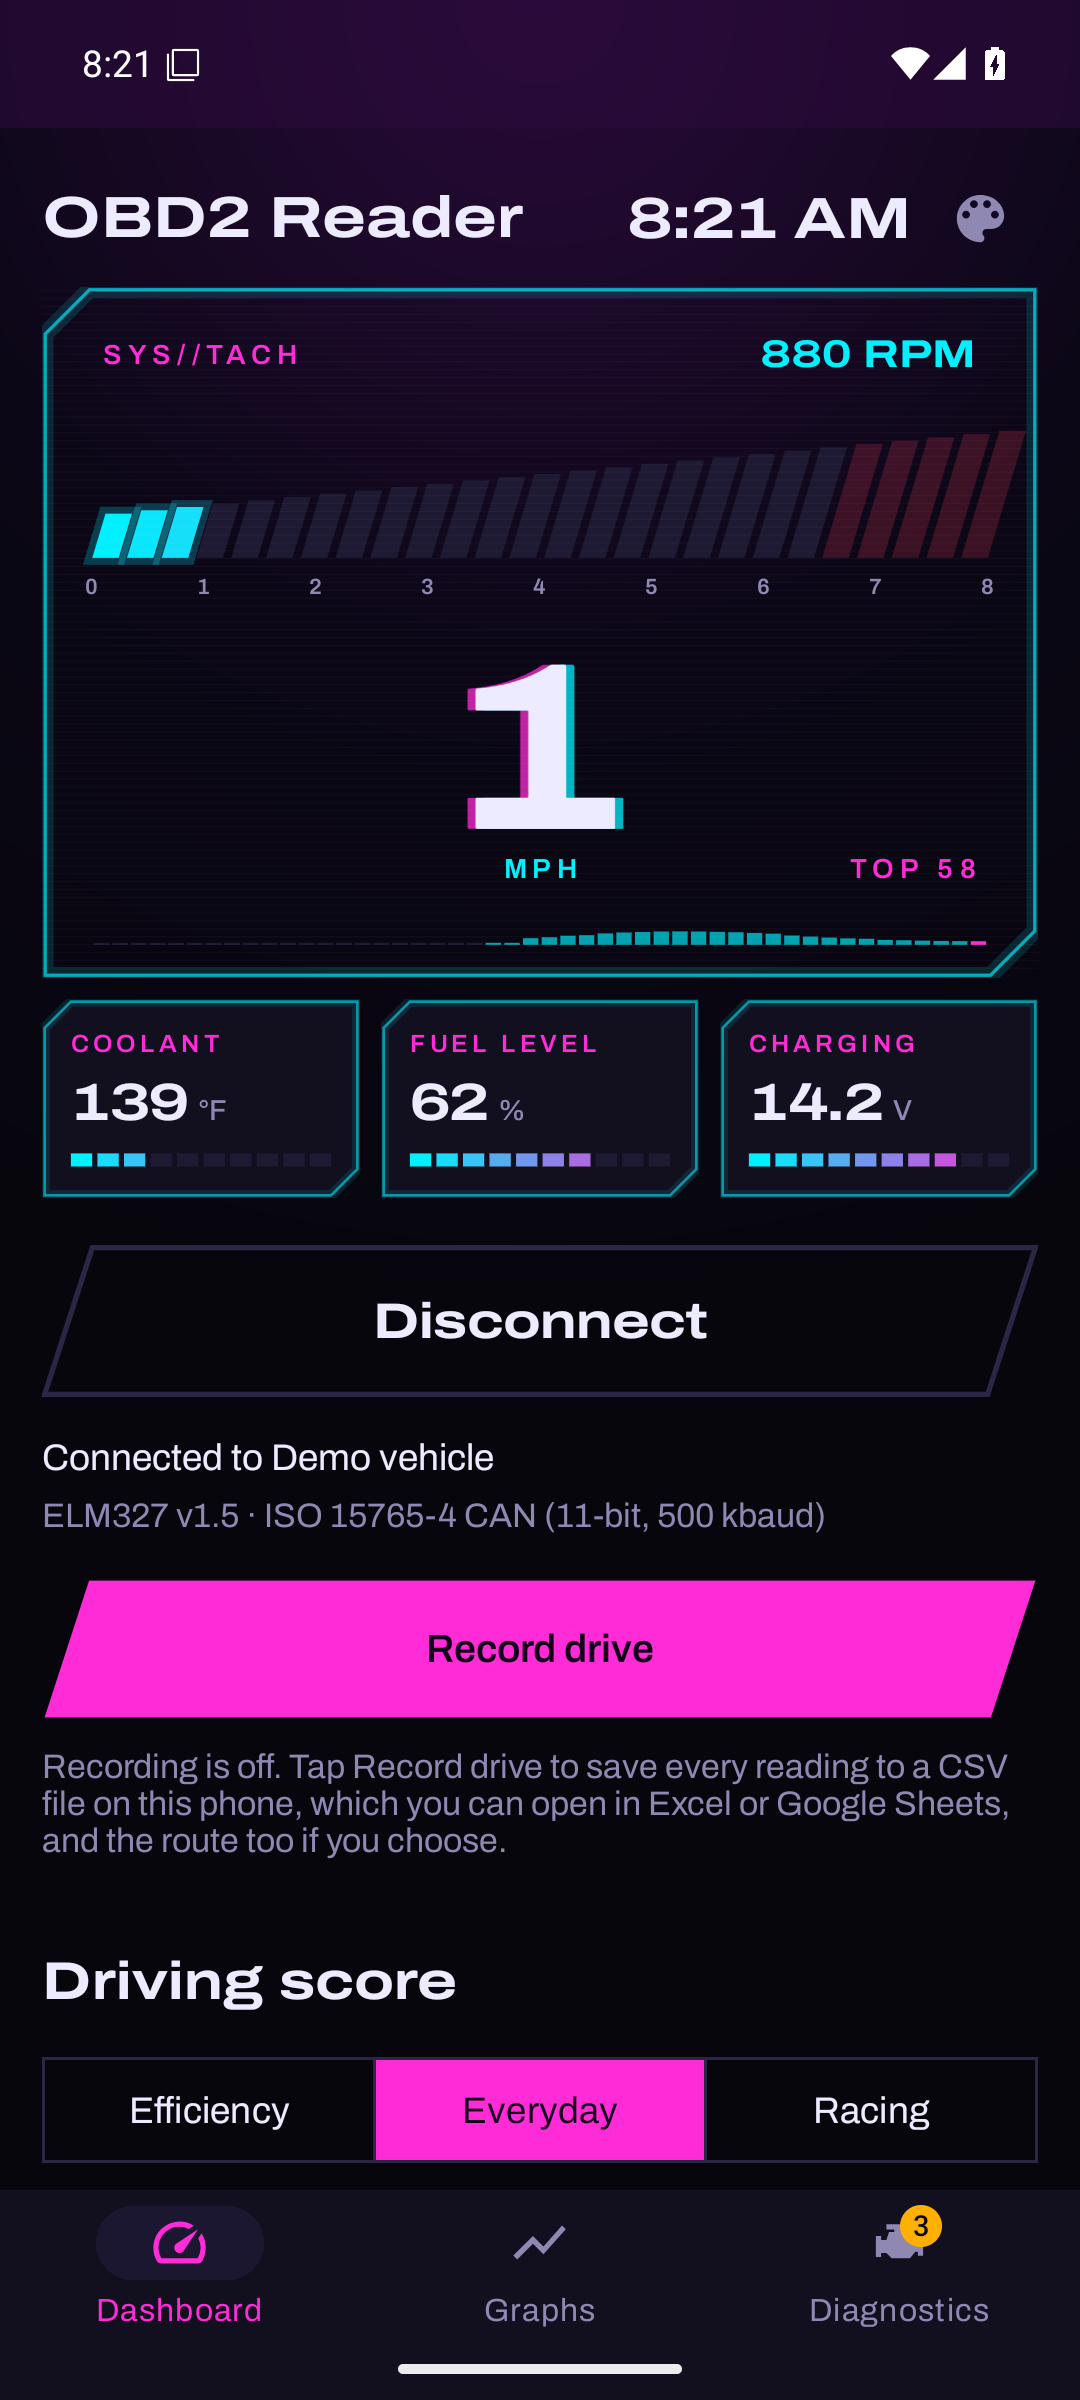 8:21
OBD2 Reader 8:21 AM
SYS//TACH 880 RPM
0 1 2 3 4 5 6 7 8
1
MPH TOP 58
COOLANT FUEL LEVEL CHARGING
139 °F 62 % 14.2 V
Disconnect
Connected to Demo vehicle
ELM327 v1.5 · ISO 15765-4 CAN (11-bit, 500 kbaud)
Record drive
Recording is off. Tap Record drive to save every reading to a CSV
file on this phone, which you can open in Excel or Google Sheets,
and the route too if you choose.
Driving score
Efficiency Everyday Racing
3
Dashboard Graphs Diagnostics